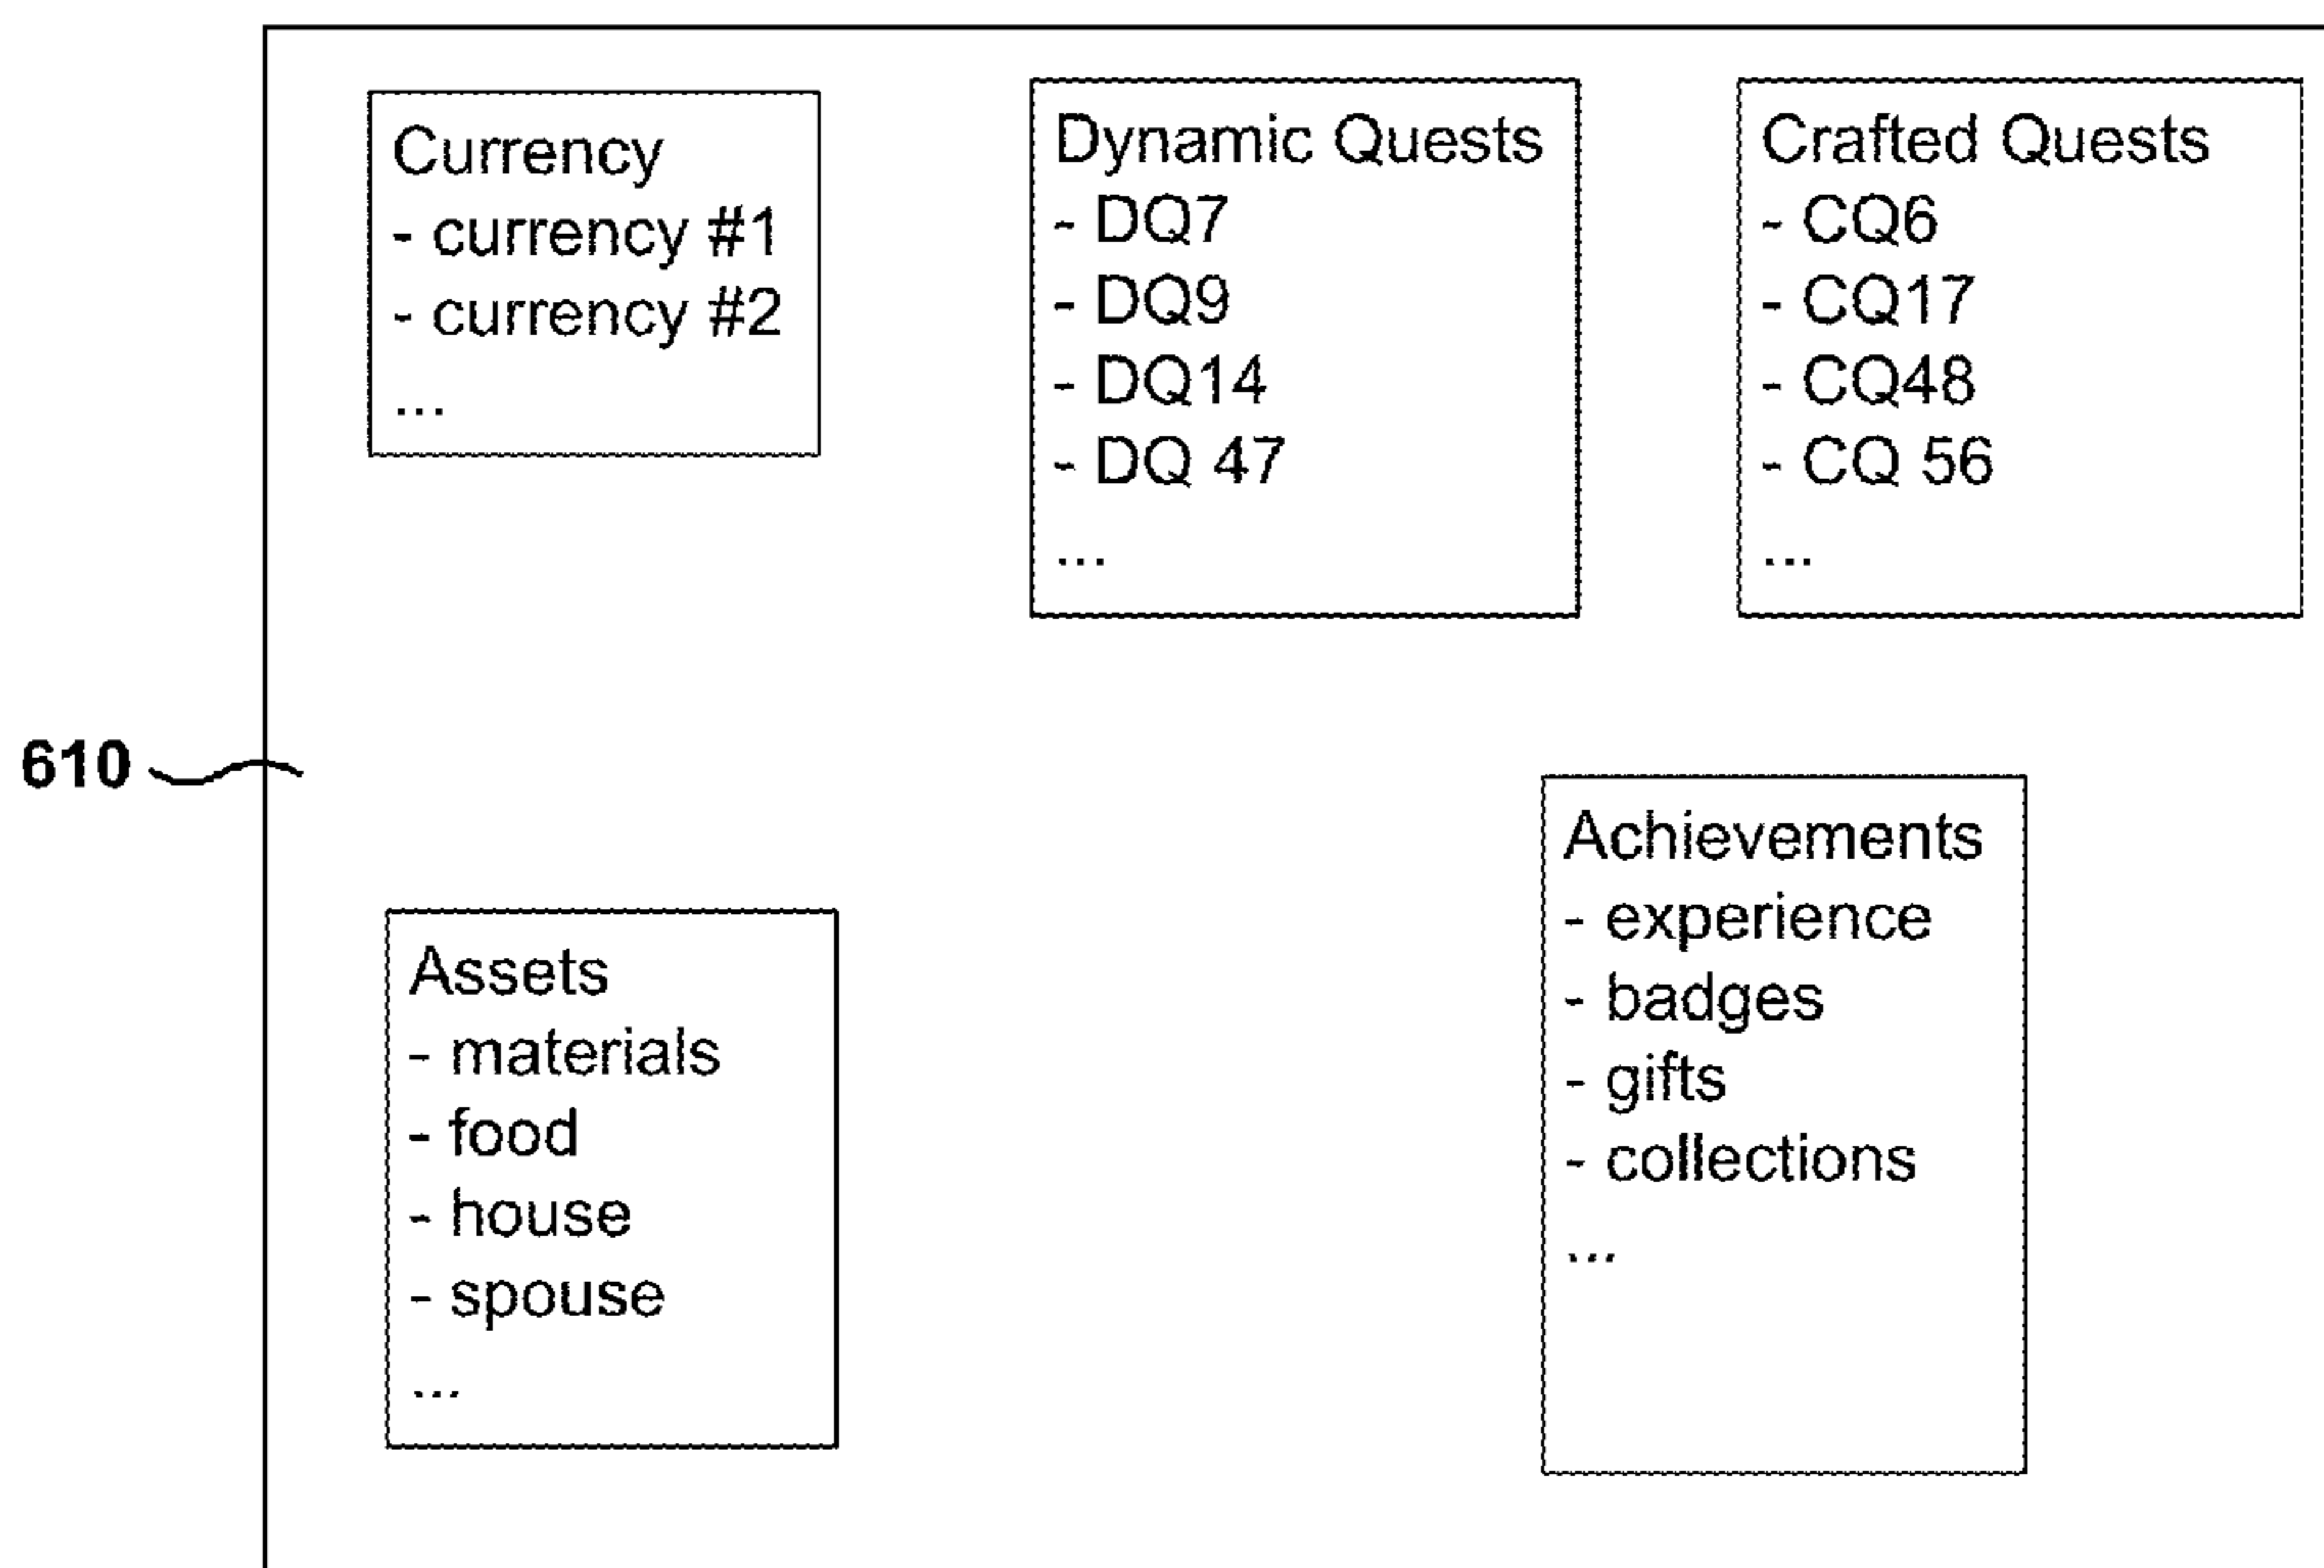 Currency
- currency #1
- currency #2
...
Dynamic Quests
- DQ7
- DQ9
- DQ14
- DQ 47
...
Crafted Quests
- CQ6
- CQ17
- CQ48
- CQ 56
...
610
Assets
- materials
- food
- house
- spouse
...
Achievements
- experience
- badges
- gifts
- collections
...